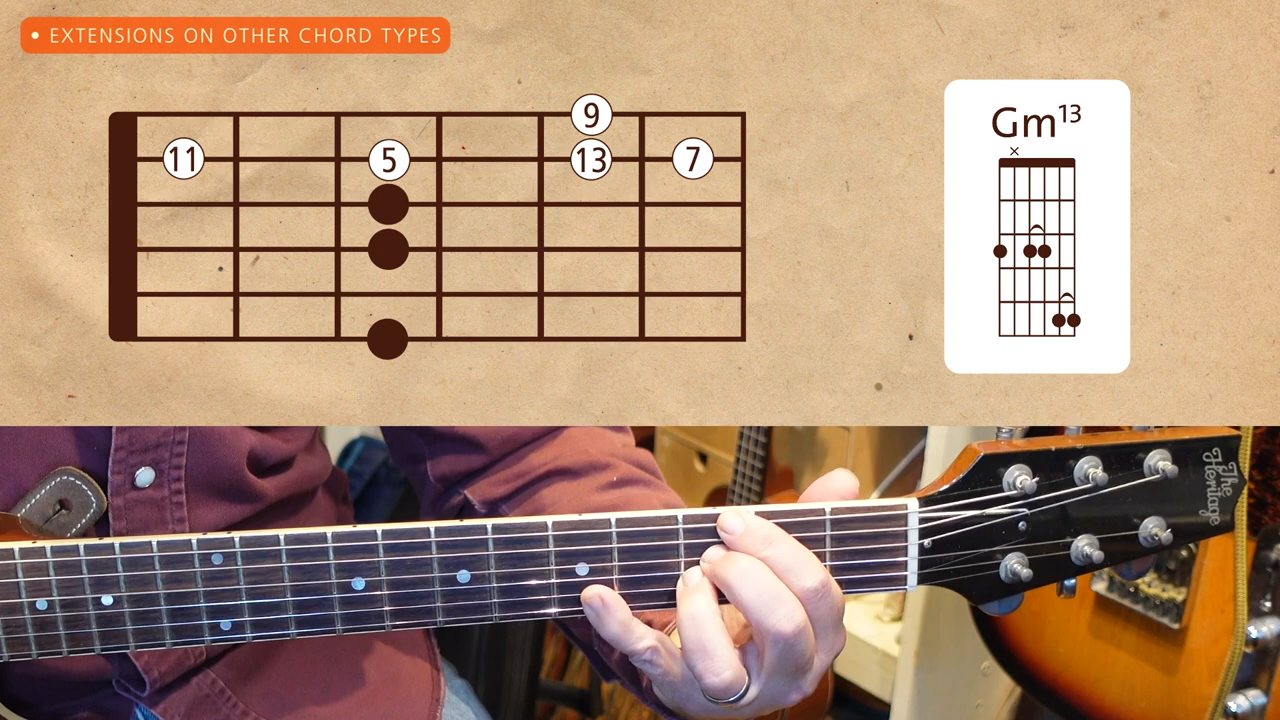 • EXTENSIONS ON OTHER CHORD TYPES
9
11 5 13 7
Gm13
×
The
Heritage